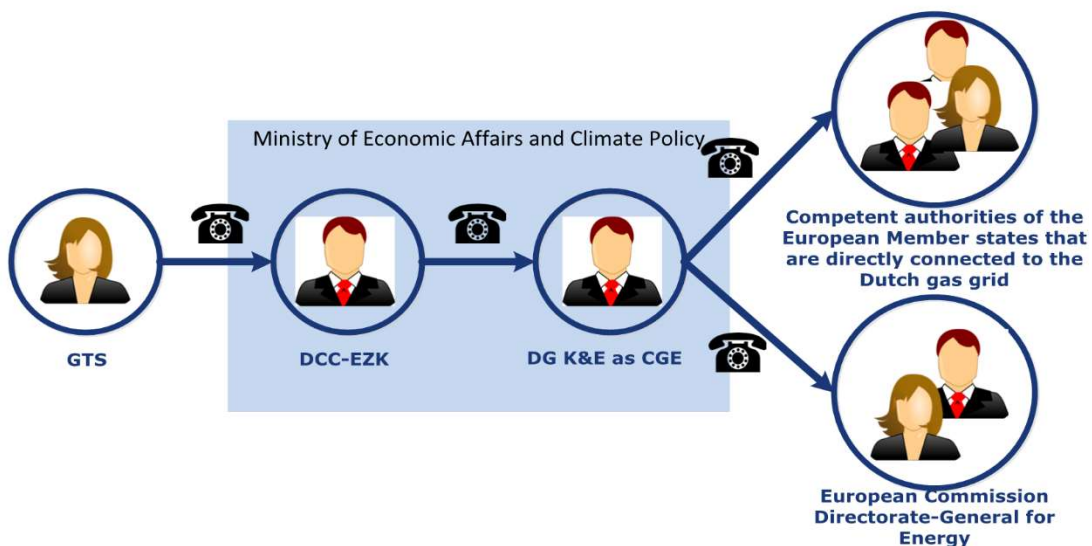 Ministry of Economic Affairs and Climate Policy
GTS
DCC-EZK
DG K&E as CGE
Competent authorities of the
European Member states that
are directly connected to the
Dutch gas grid
European Commission
Directorate-General for
Energy